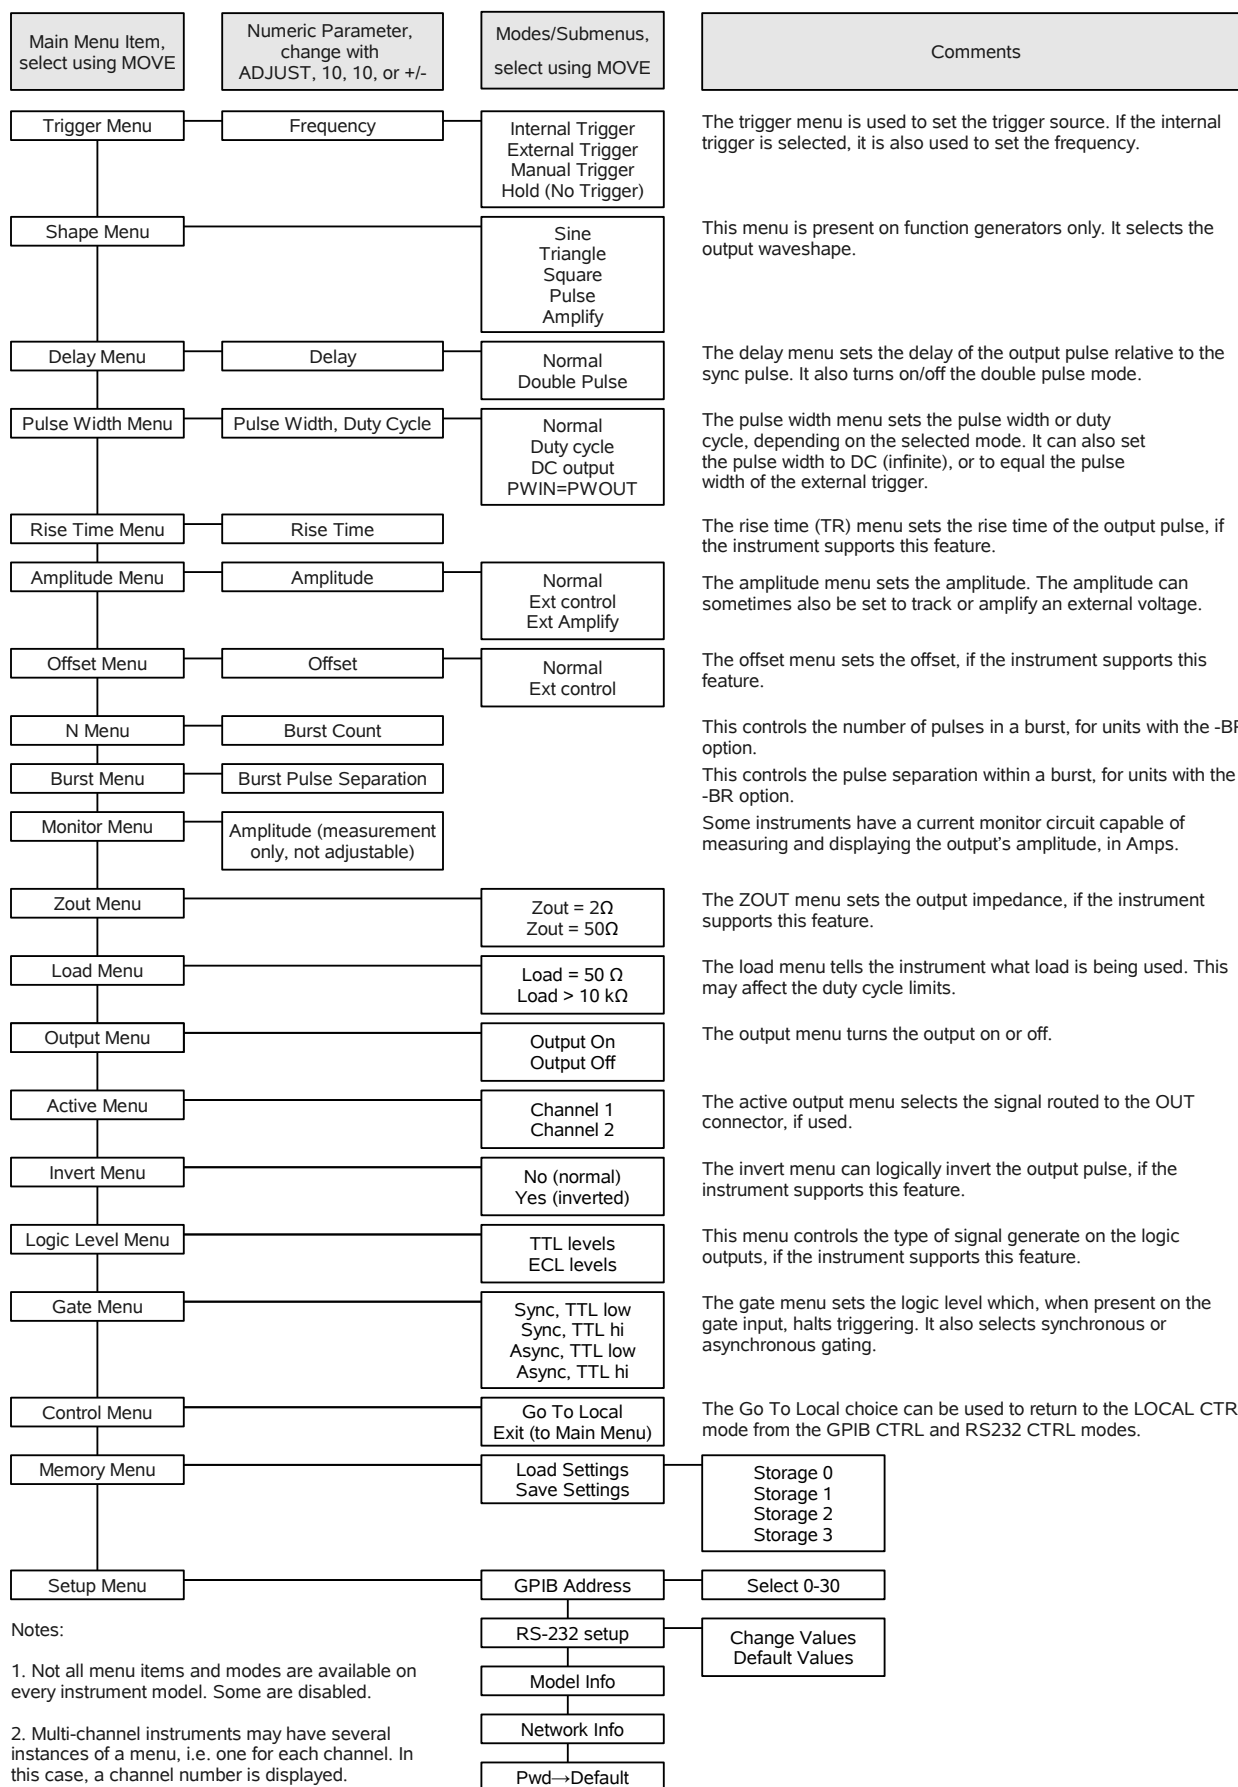 Main Menu Item,
select using MOVE
Numeric Parameter,
change with
ADJUST, 10, 10, or +/-
Modes/Submenus,
select using MOVE
Comments
Trigger Menu
Frequency
Internal Trigger
External Trigger
Manual Trigger
Hold (No Trigger)
The trigger menu is used to set the trigger source. If the internal
trigger is selected, it is also used to set the frequency.
Shape Menu
Sine
Triangle
Square
Pulse
Amplify
This menu is present on function generators only. It selects the
output waveshape.
Delay Menu
Delay
Normal
Double Pulse
The delay menu sets the delay of the output pulse relative to the
sync pulse. It also turns on/off the double pulse mode.
Pulse Width Menu
Pulse Width, Duty Cycle
Normal
Duty cycle
DC output
PWIN=PWOUT
The pulse width menu sets the pulse width or duty
cycle, depending on the selected mode. It can also set
the pulse width to DC (infinite), or to equal the pulse
width of the external trigger.
Rise Time Menu
Rise Time
The rise time (TR) menu sets the rise time of the output pulse, if
the instrument supports this feature.
Amplitude Menu
Amplitude
Normal
Ext control
Ext Amplify
The amplitude menu sets the amplitude. The amplitude can
sometimes also be set to track or amplify an external voltage.
Offset Menu
Offset
Normal
Ext control
The offset menu sets the offset, if the instrument supports this
feature.
N Menu
Burst Count
This controls the number of pulses in a burst, for units with the
option.
Burst Menu
Burst Pulse Separation
This controls the pulse separation within a burst, for units with the
-BR option.
Monitor Menu
Amplitude (measurement
only, not adjustable)
Some instruments have a current monitor circuit capable of
measuring and displaying the output's amplitude, in Amps.
Zout Menu
Zout = 2Ω
Zout = 50Ω
The ZOUT menu sets the output impedance, if the instrument
supports this feature.
Load Menu
Load = 50 Ω
Load > 10 kΩ
The load menu tells the instrument what load is being used. This
may affect the duty cycle limits.
Output Menu
Output On
Output Off
The output menu turns the output on or off.
Active Menu
Channel 1
Channel 2
The active output menu selects the signal routed to the OUT
connector, if used.
Invert Menu
No (normal)
Yes (inverted)
The invert menu can logically invert the output pulse, if the
instrument supports this feature.
Logic Level Menu
TTL levels
ECL levels
This menu controls the type of signal generate on the logic
outputs, if the instrument supports this feature.
Gate Menu
Sync, TTL low
Sync, TTL hi
Async, TTL low
Async, TTL hi
The gate menu sets the logic level which, when present on the
gate input, halts triggering. It also selects synchronous or
asynchronous gating.
Control Menu
Go To Local
Exit (to Main Menu)
The Go To Local choice can be used to return to the LOCAL CTR
mode from the GPIB CTRL and RS232 CTRL modes.
Memory Menu
Load Settings
Save Settings
Storage 0
Storage 1
Storage 2
Storage 3
Setup Menu
GPIB Address
Select 0-30
RS-232 setup
Change Values
Default Values
Model Info
Network Info
Pwd→Default
Notes:
1. Not all menu items and modes are available on
every instrument model. Some are disabled.
2. Multi-channel instruments may have several
instances of a menu, i.e. one for each channel. In
this case, a channel number is displayed.